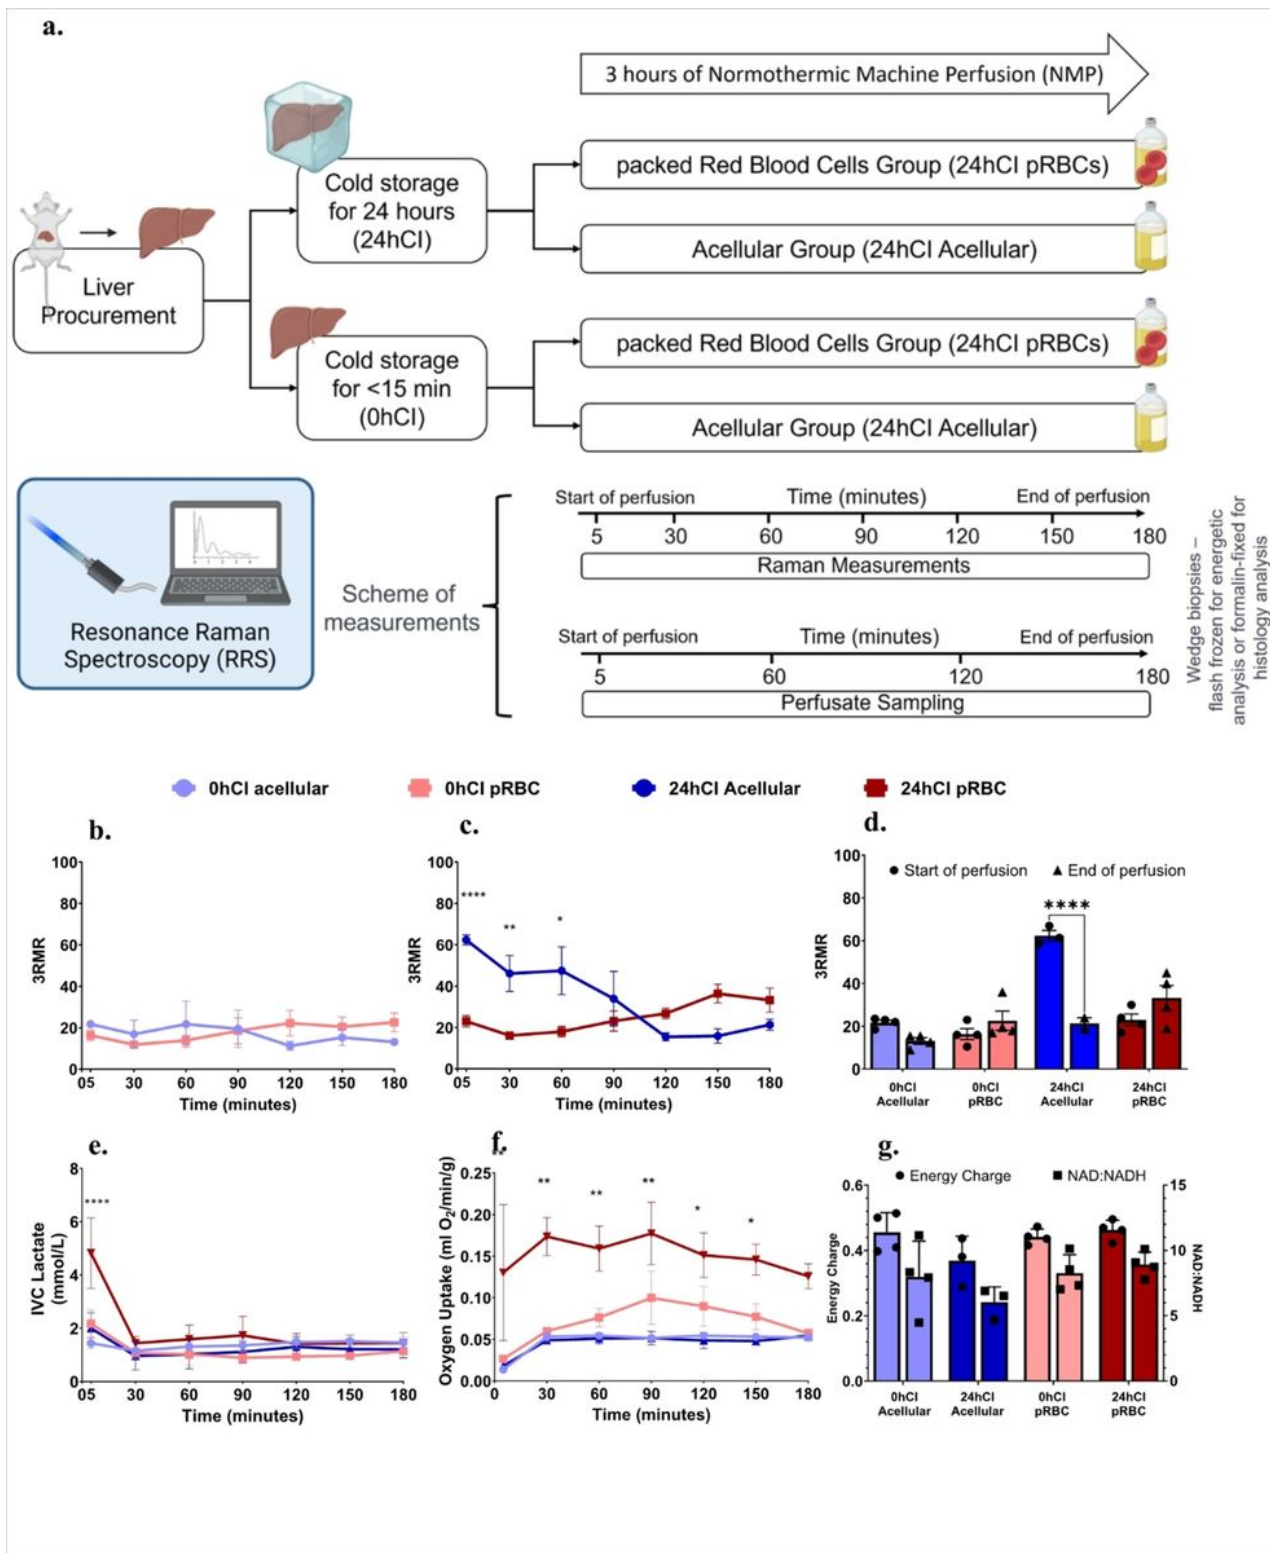 a.
3 hours of Normothermic Machine Perfusion (NMP)
packed Red Blood Cells Group (24hCI pRBCs)
Cold storage
for 24 hours
(24hCI)
Acellular Group (24hCI Acellular)
Liver
Procurement
packed Red Blood Cells Group (24hCI pRBCs)
Cold storage
for <15 min
(0hCI)
Acellular Group (24hCI Acellular)
Resonance Raman
Spectroscopy (RRS)
Scheme of
measurements
Start of perfusion Time (minutes) End of perfusion
5 30 60 90 120 150 180
Raman Measurements
Start of perfusion Time (minutes) End of perfusion
5 60 120 180
Perfusate Sampling
Wedge biopsies –
flash frozen for energetic
analysis or formalin-fixed for
histology analysis
0hCI acellular 0hCI pRBC 24hCI Acellular 24hCI pRBC
b.
3RMR
100
80
60
40
20
0
05 30 60 90 120 150 180
Time (minutes)
c.
3RMR
100
80
60
40
20
0
**** ** *
05 30 60 90 120 150 180
Time (minutes)
d.
3RMR
100
80
60
40
20
0
Start of perfusion End of perfusion
****
0hCI
Acellular
0hCI
pRBC
24hCI
Acellular
24hCI
pRBC
e.
IVC Lactate
(mmol/L)
8
6
4
2
0
****
05 30 60 90 120 150 180
Time (minutes)
f.
Oxygen Uptake (ml O₂/min/g)
0.25
0.20
0.15
0.10
0.05
0.00
** ** ** ** * *
0 30 60 90 120 150 180
Time (minutes)
g.
Energy Charge NAD:NADH
Energy Charge
0.6
0.4
0.2
0.0
NAD:NADH
15
10
5
0
0hCI
Acellular
24hCI
Acellular
0hCI
pRBC
24hCI
pRBC